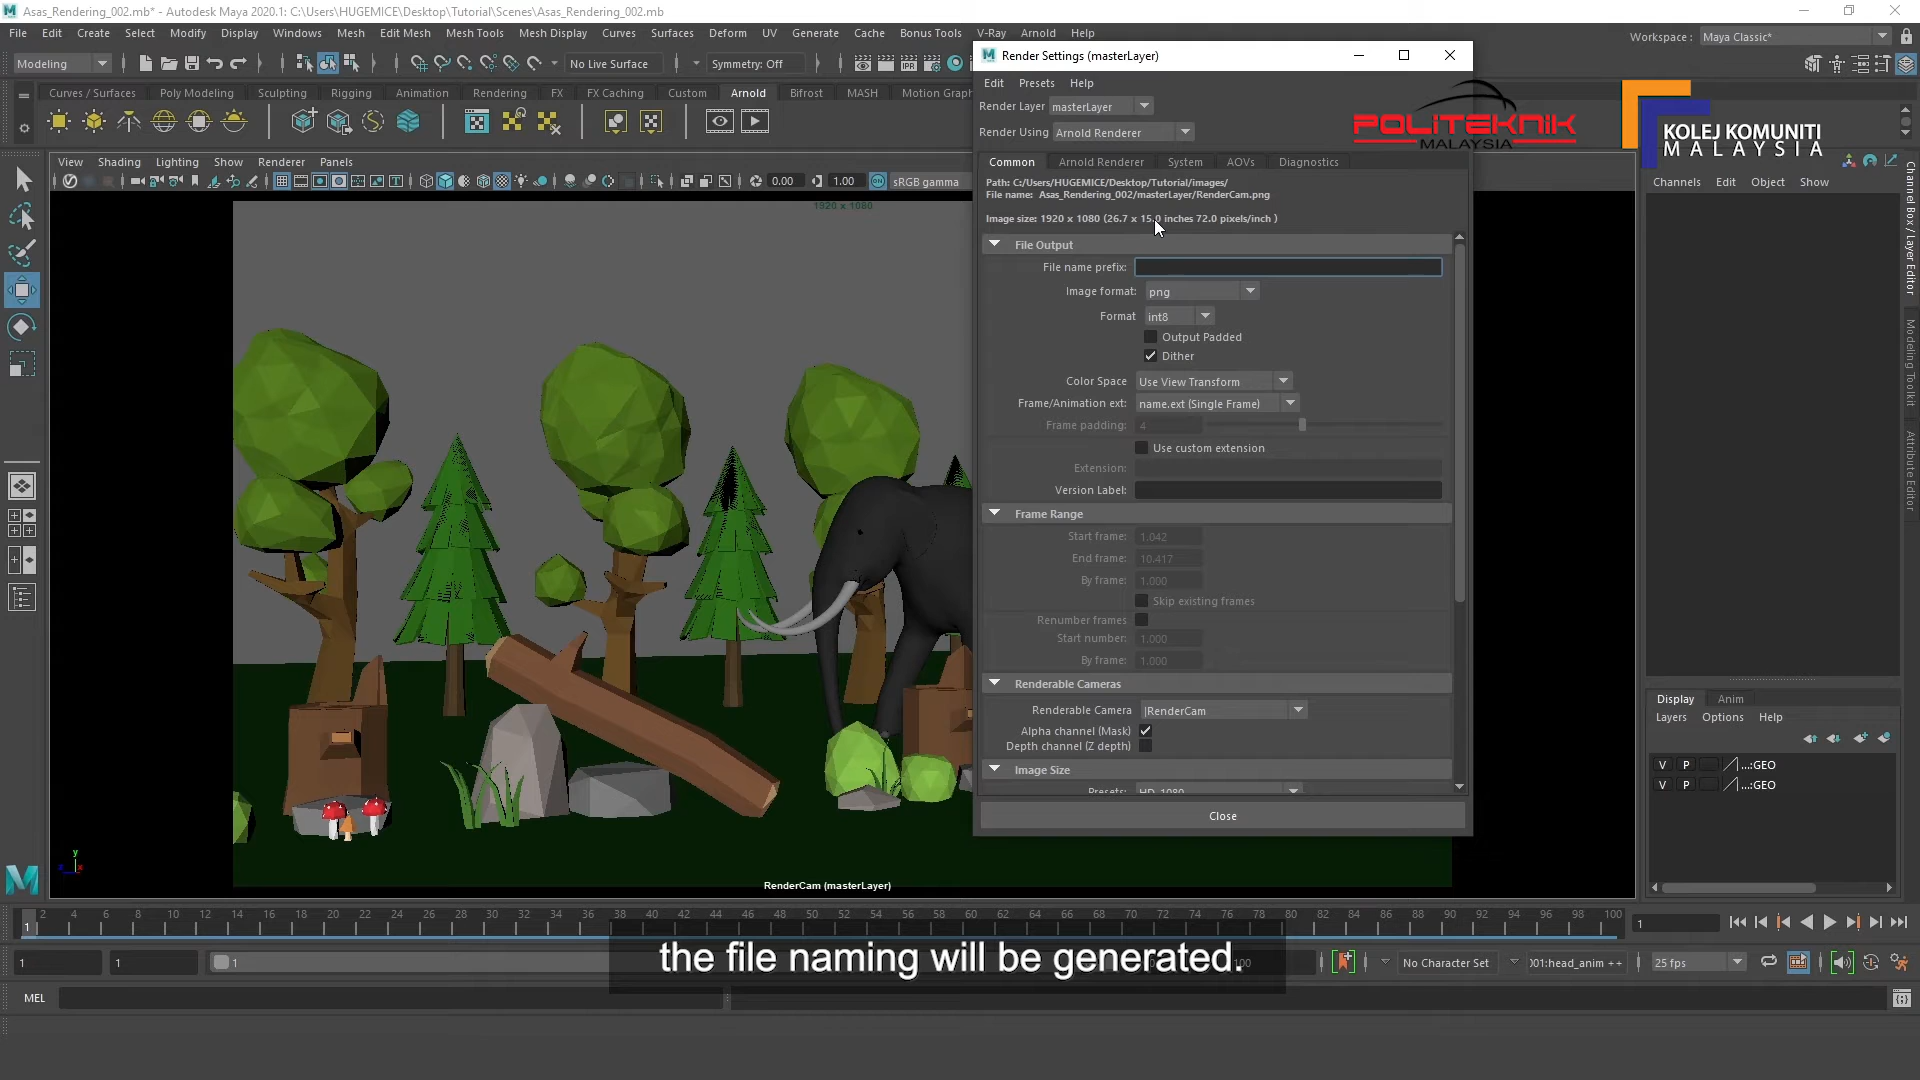 Asas_Rendering_002.mb* - Autodesk Maya 2020.1: C:\Users\HUGEMICE\Desktop\Tutorial\Scenes\Asas_Rendering_002.mb
File Edit Create Select Modify Display Windows Mesh Edit Mesh Mesh Tools Mesh Display Curves Surfaces Deform UV Generate Cache Bonus Tools V-Ray Arnold Help
Workspace : Maya Classic*
Modeling No Live Surface Symmetry: Off
Curves / Surfaces Poly Modeling Sculpting Rigging Animation Rendering FX FX Caching Custom Arnold Bifrost MASH Motion Graph
View Shading Lighting Show Renderer Panels
0.00 1.00 sRGB gamma
1920 x 1080
Render Settings (masterLayer)
Edit Presets Help
Render Layer masterLayer
Render Using Arnold Renderer
Common Arnold Renderer System AOVs Diagnostics
Path: C:/Users/HUGEMICE/Desktop/Tutorial/images/
File name: Asas_Rendering_002/masterLayer/RenderCam.png
Image size: 1920 x 1080 (26.7 x 15.0 inches 72.0 pixels/inch )
File Output
File name prefix:
Image format: png
Format int8
Output Padded
Dither
Color Space Use View Transform
Frame/Animation ext: name.ext (Single Frame)
Frame padding: 4
Use custom extension
Extension:
Version Label:
Frame Range
Start frame: 1.042
End frame: 10.417
By frame: 1.000
Skip existing frames
Renumber frames
Start number: 1.000
By frame: 1.000
Renderable Cameras
Renderable Camera |RenderCam
Alpha channel (Mask)
Depth channel (Z depth)
Image Size
Presets: HD_1080
Close
POLITEKNIK
MALAYSIA
KOLEJ KOMUNITI
MALAYSIA
Channels Edit Object Show
Channel Box / Layer Editor
Modeling Toolkit
Attribute Editor
Display Anim
Layers Options Help
V P ...:GEO
V P ...:GEO
y
RenderCam (masterLayer)
2 4 6 8 10 12 14 16 18 20 22 24 26 28 30 32 34 36 38 40 42 44 46 48 50 52 54 56 58 60 62 64 66 68 70 72 74 76 78 80 82 84 86 88 90 92 94 96 98 100
1 1
the file naming will be generated.
1 1 1 100 No Character Set )01:head_anim ++ 25 fps
MEL